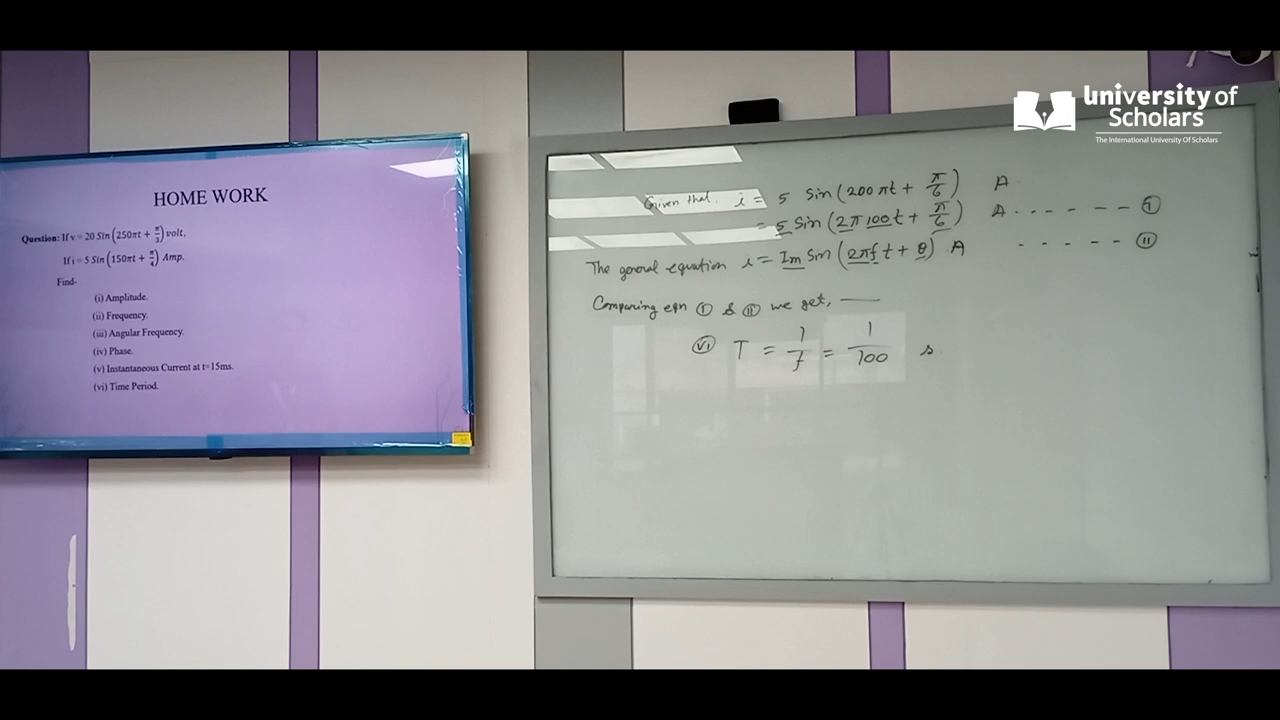 University of
Scholars
The International University Of Scholars
HOME WORK
Question: If v = 20 Sin (250πt + π/3) volt,
If i = 5 Sin (150πt + π/4) Amp.
Find-
(i) Amplitude.
(ii) Frequency.
(iii) Angular Frequency.
(iv) Phase.
(v) Instantaneous Current at t=15ms.
(vi) Time Period.
Given that, i = 5 Sin (200 πt + π/6) A
= 5 Sin (2π 100t + π/6) A - - - - - - - (I)
The general equation i = Im Sin (2πf t + θ) A - - - - - - (II)
Comparing eqn (I) & (II) we get, —
(VI) T = 1/f = 1/100 s